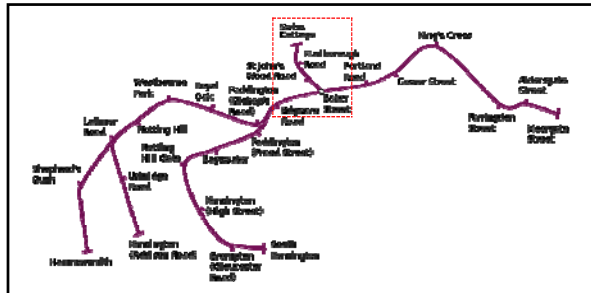 Swiss
Cottage
Marlborough
Road
St John's
Wood Road
King's Cross
Portland
Road
Gower Street
Baker
Street
Edgware
Road
Aldersgate
Street
Farringdon
Street
Moorgate
Street
Westbourne
Park
Royal
Oak
Paddington
(Bishop's
Road)
Latimer
Road
Notting Hill
Notting
Hill Gate
Bayswater
Paddington
(Praed Street)
Shepherd's
Bush
Uxbridge
Road
Kensington
(High Street)
Hammersmith
Kensington
(Addison Road)
Brompton
(Gloucester
Road)
South
Kensington